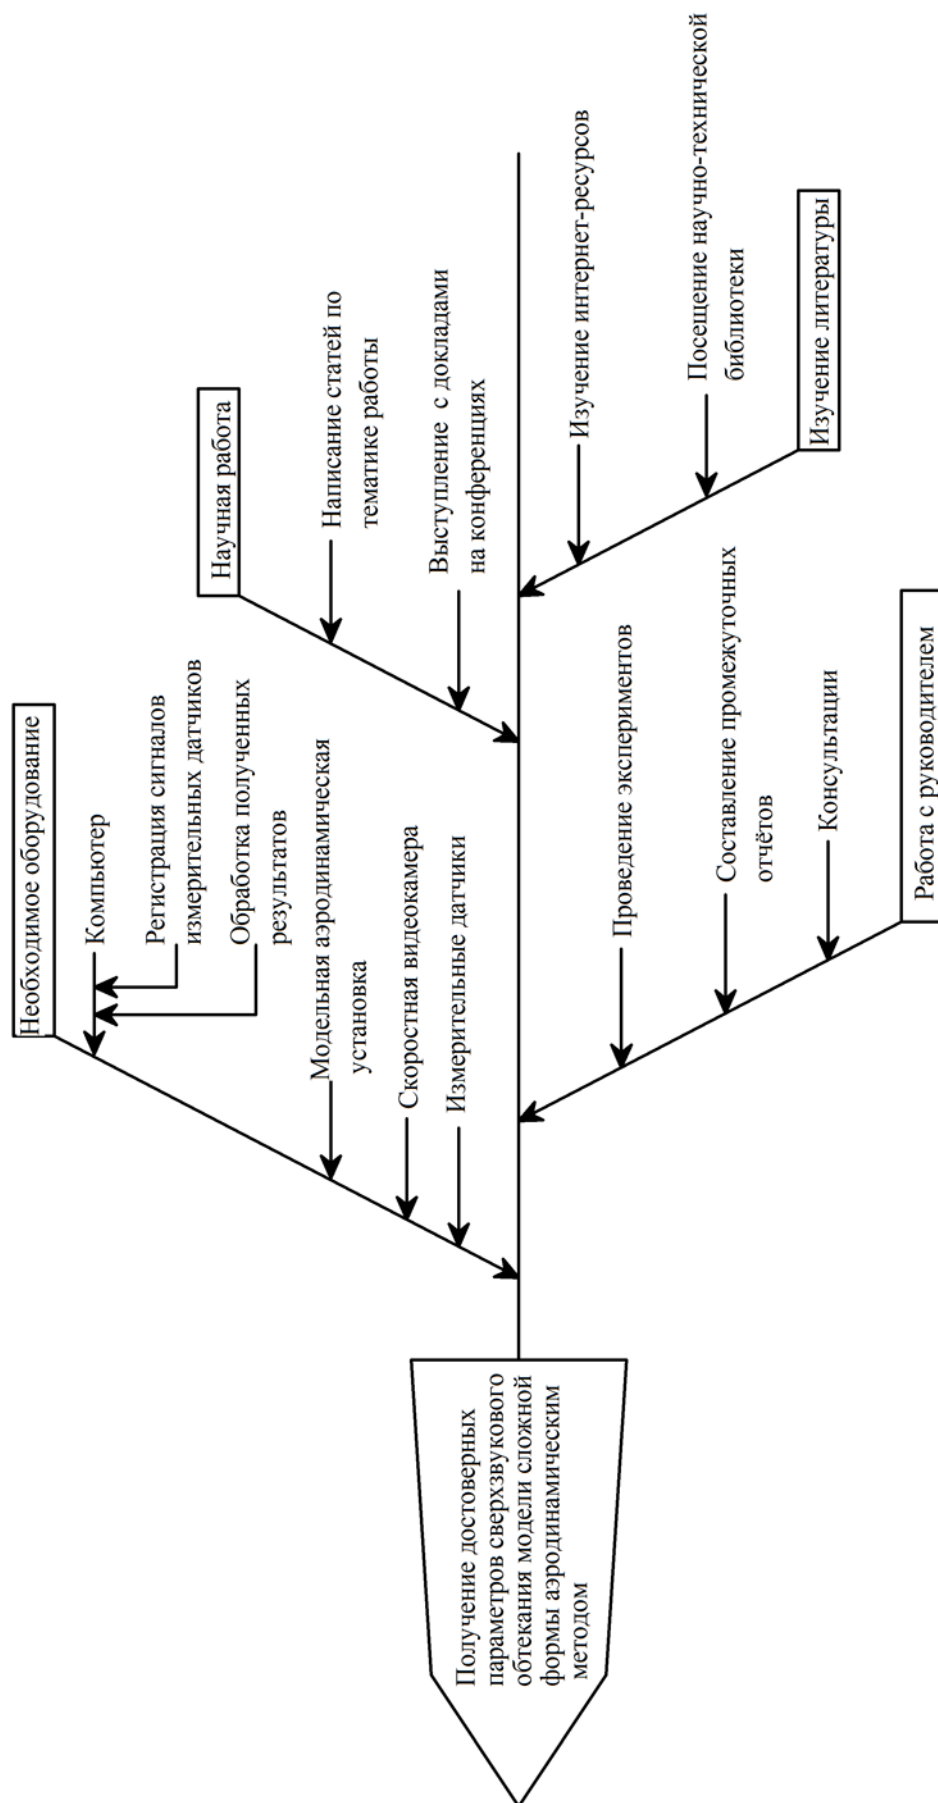 Необходимое оборудование
Компьютер
Регистрация сигналов
измерительных датчиков
Обработка полученных
результатов
Модельная аэродинамическая
установка
Скоростная видеокамера
Измерительные датчики
Научная работа
Написание статей по
тематике работы
Выступление с докладами
на конференциях
Получение достоверных
параметров сверхзвукового
обтекания модели сложной
формы аэродинамическим
методом
Проведение экспериментов
Составление промежуточных
отчётов
Консультации
Работа с руководителем
Изучение интернет-ресурсов
Посещение научно-технической
библиотеки
Изучение литературы